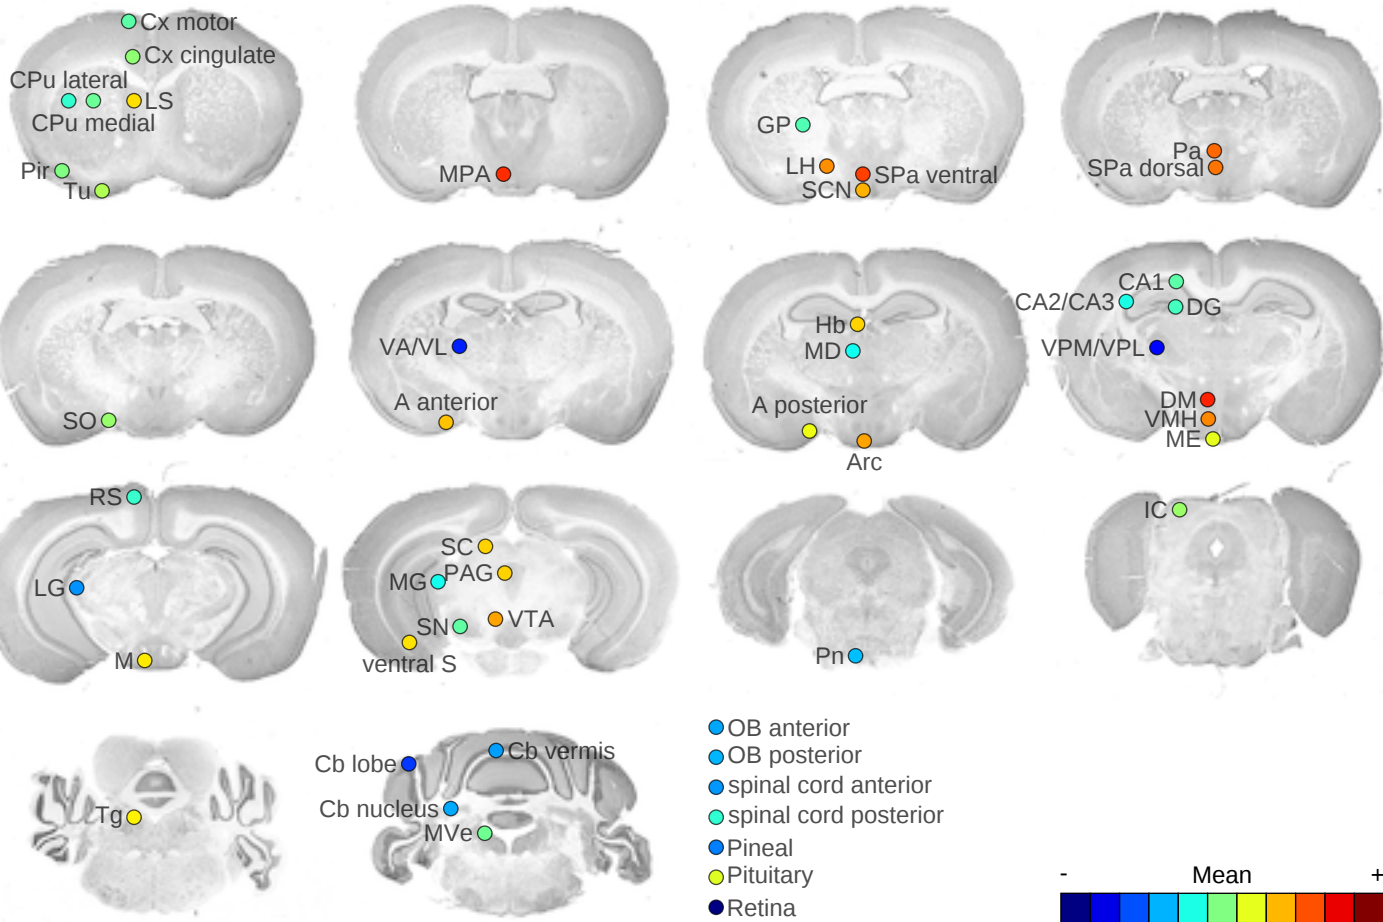 Cx motor
Cx cingulate
CPu lateral
LS
CPu medial
Pir
Tu
MPA
GP
LH
SPa ventral
SCN
Pa
SPa dorsal
SO
VA/VL
A anterior
Hb
MD
A posterior
Arc
CA1
CA2/CA3
DG
VPM/VPL
DM
VMH
ME
RS
LG
M
SC
PAG
MG
VTA
SN
ventral S
Pn
IC
Tg
Cb vermis
Cb lobe
Cb nucleus
MVe
OB anterior
OB posterior
spinal cord anterior
spinal cord posterior
Pineal
Pituitary
Retina
- Mean +